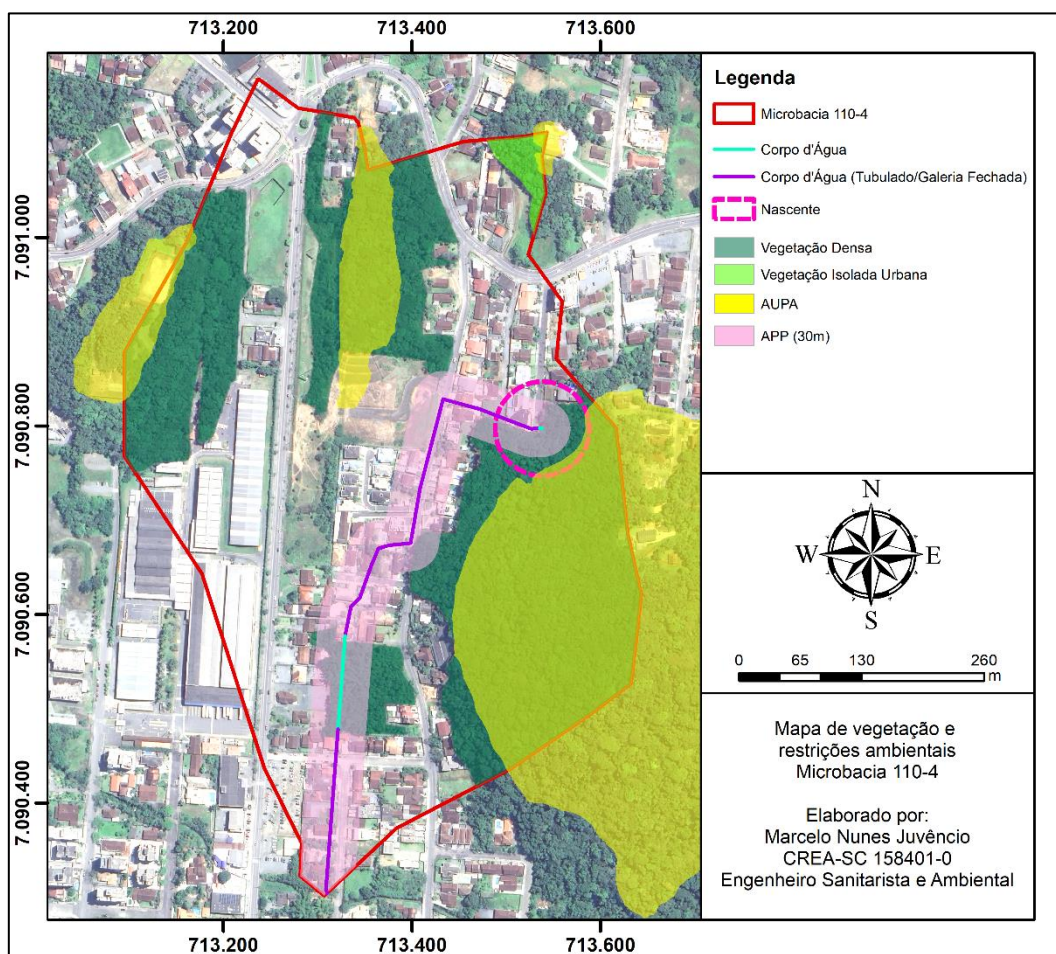 713.200 713.400 713.600
7.091.000
7.090.800
7.090.600
7.090.400
713.200 713.400 713.600
Legenda
Microbacia 110-4
Corpo d'Água
Corpo d'Água (Tubulado/Galeria Fechada)
Nascente
Vegetação Densa
Vegetação Isolada Urbana
AUPA
APP (30m)
N
W E
S
0 65 130 260
m
Mapa de vegetação e
restrições ambientais
Microbacia 110-4
Elaborado por:
Marcelo Nunes Juvêncio
CREA-SC 158401-0
Engenheiro Sanitarista e Ambiental